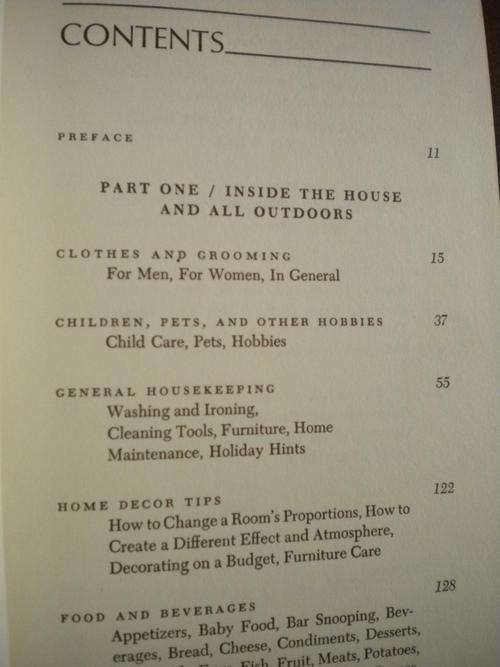 CONTENTS
PREFACE 11
PART ONE / INSIDE THE HOUSE
AND ALL OUTDOORS
CLOTHES AND GROOMING 15
For Men, For Women, In General
CHILDREN, PETS, AND OTHER HOBBIES 37
Child Care, Pets, Hobbies
GENERAL HOUSEKEEPING 55
Washing and Ironing,
Cleaning Tools, Furniture, Home
Maintenance, Holiday Hints
HOME DECOR TIPS 122
How to Change a Room's Proportions, How to
Create a Different Effect and Atmosphere,
Decorating on a Budget, Furniture Care
FOOD AND BEVERAGES 128
Appetizers, Baby Food, Bar Snooping, Bev-
erages, Bread, Cheese, Condiments, Desserts,
Fish, Fruit, Meats, Potatoes,